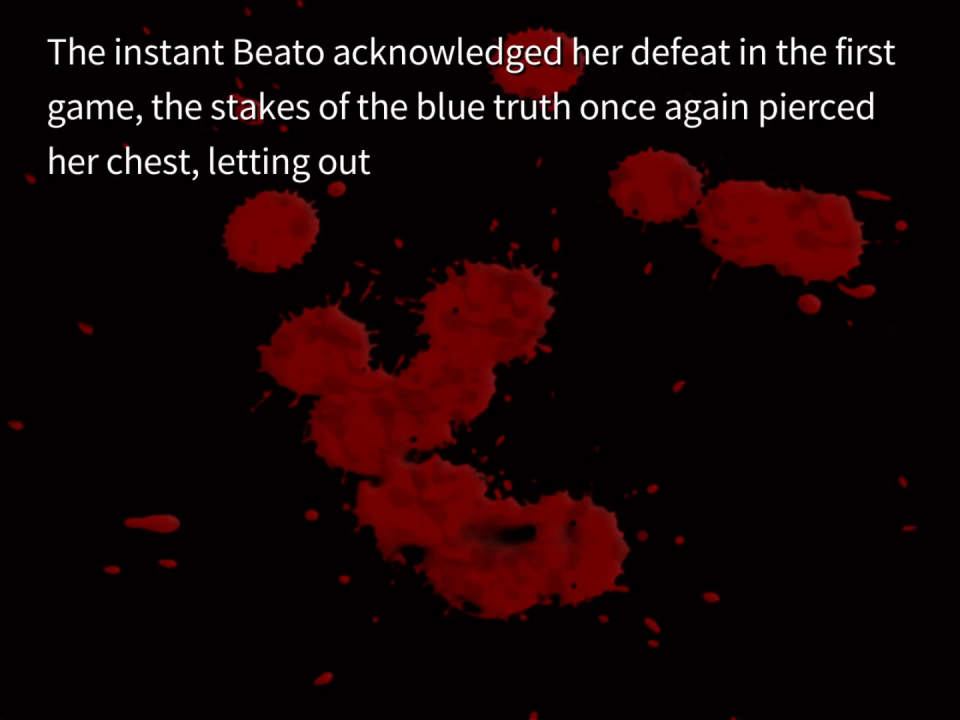 The instant Beato acknowledged her defeat in the first
game, the stakes of the blue truth once again pierced
her chest, letting out